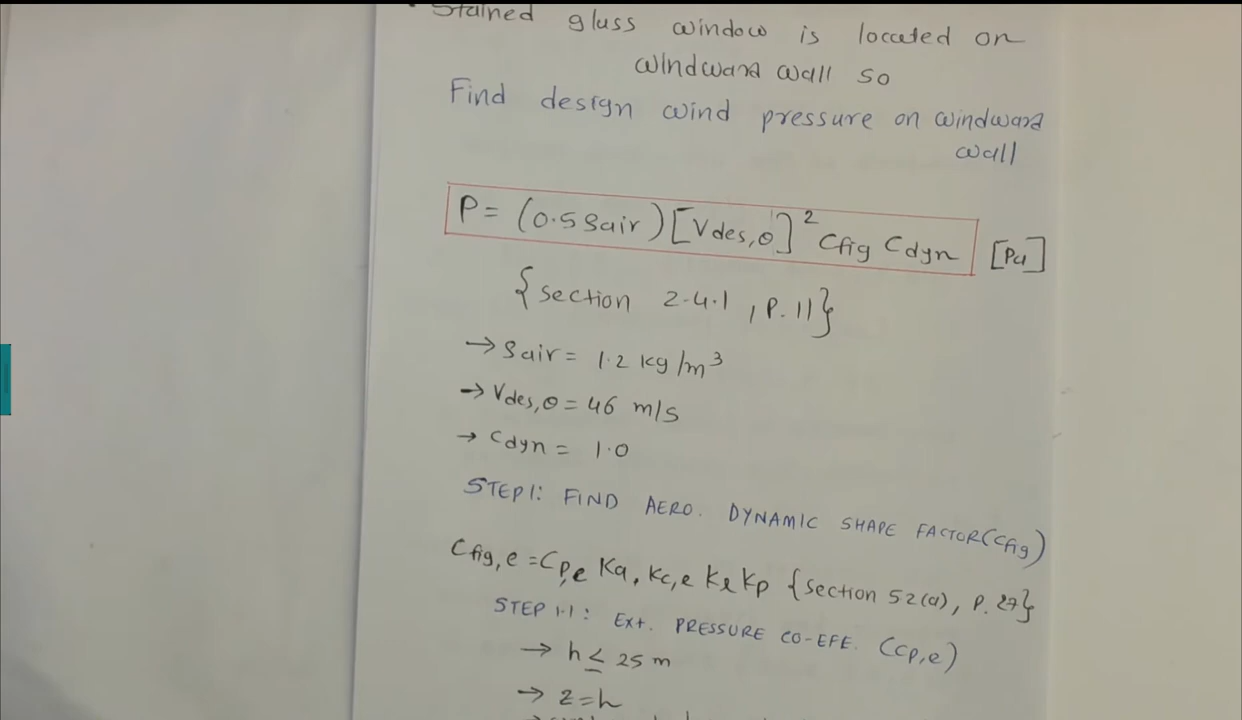 • Stained glass window is located on
windward wall so
Find design wind pressure on windward
wall
P = (0.5 ρair) [Vdes,θ]² Cfig Cdyn [Pa]
{section 2.4.1, P.11}
→ ρair = 1.2 kg/m³
→ Vdes,θ = 46 m/s
→ Cdyn = 1.0
STEP1: FIND AERO. DYNAMIC SHAPE FACTOR(Cfig)
Cfig,e = Cp,e Ka, Kc,e Kl Kp {section 5.2(a), P. 27}
STEP 1.1: Ext. PRESSURE CO-EFE. (Cp,e)
→ h ≤ 25 m
→ z=h